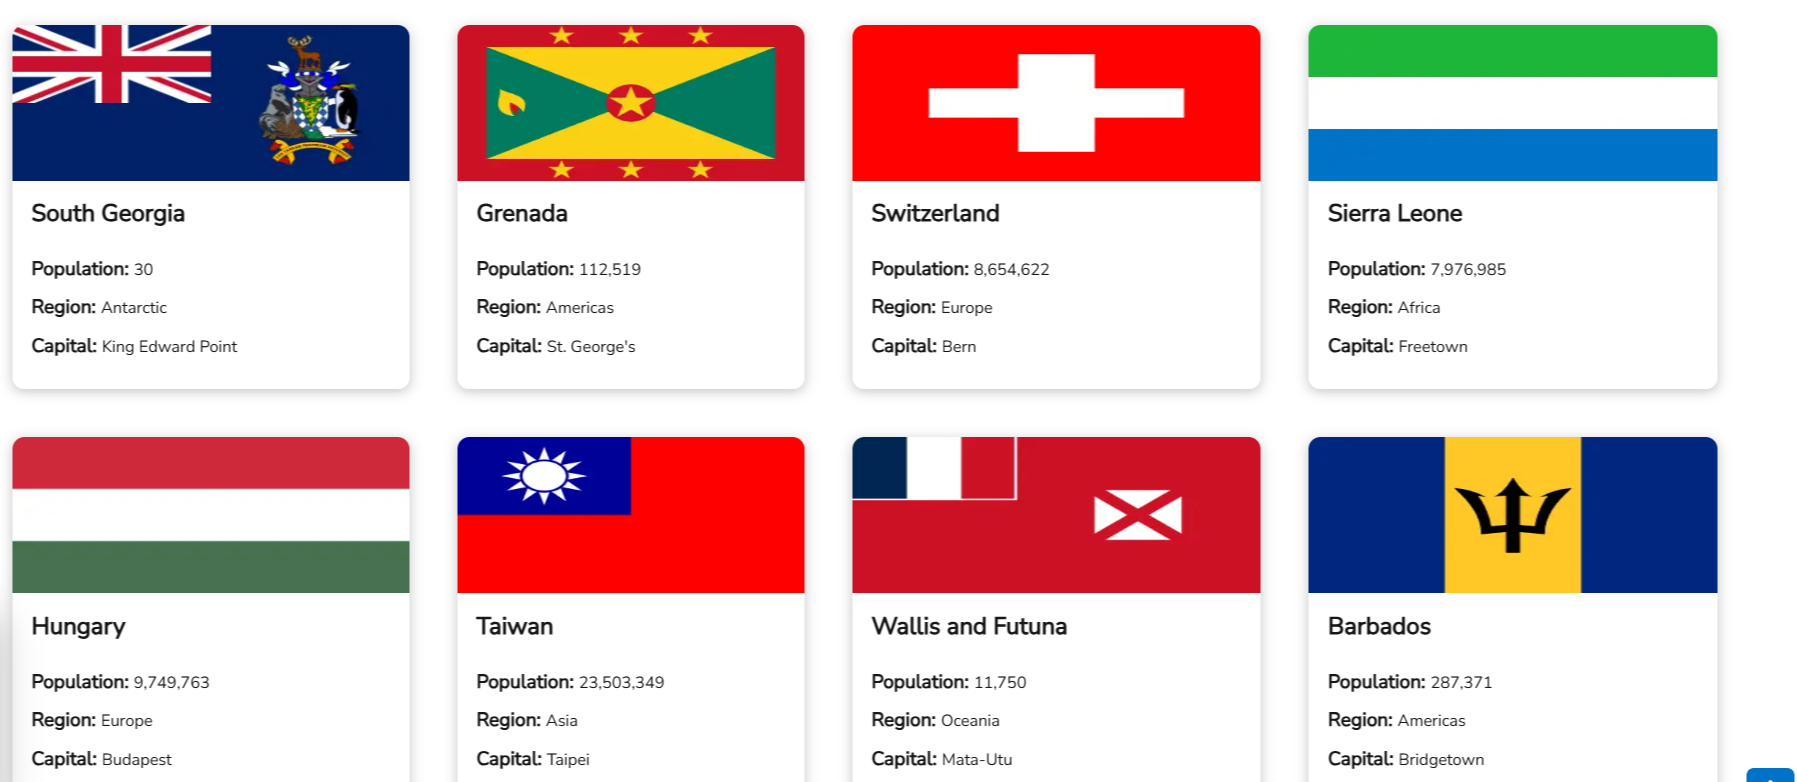 South Georgia
Population: 30
Region: Antarctic
Capital: King Edward Point
Grenada
Population: 112,519
Region: Americas
Capital: St. George's
Switzerland
Population: 8,654,622
Region: Europe
Capital: Bern
Sierra Leone
Population: 7,976,985
Region: Africa
Capital: Freetown
Hungary
Population: 9,749,763
Region: Europe
Capital: Budapest
Taiwan
Population: 23,503,349
Region: Asia
Capital: Taipei
Wallis and Futuna
Population: 11,750
Region: Oceania
Capital: Mata-Utu
Barbados
Population: 287,371
Region: Americas
Capital: Bridgetown